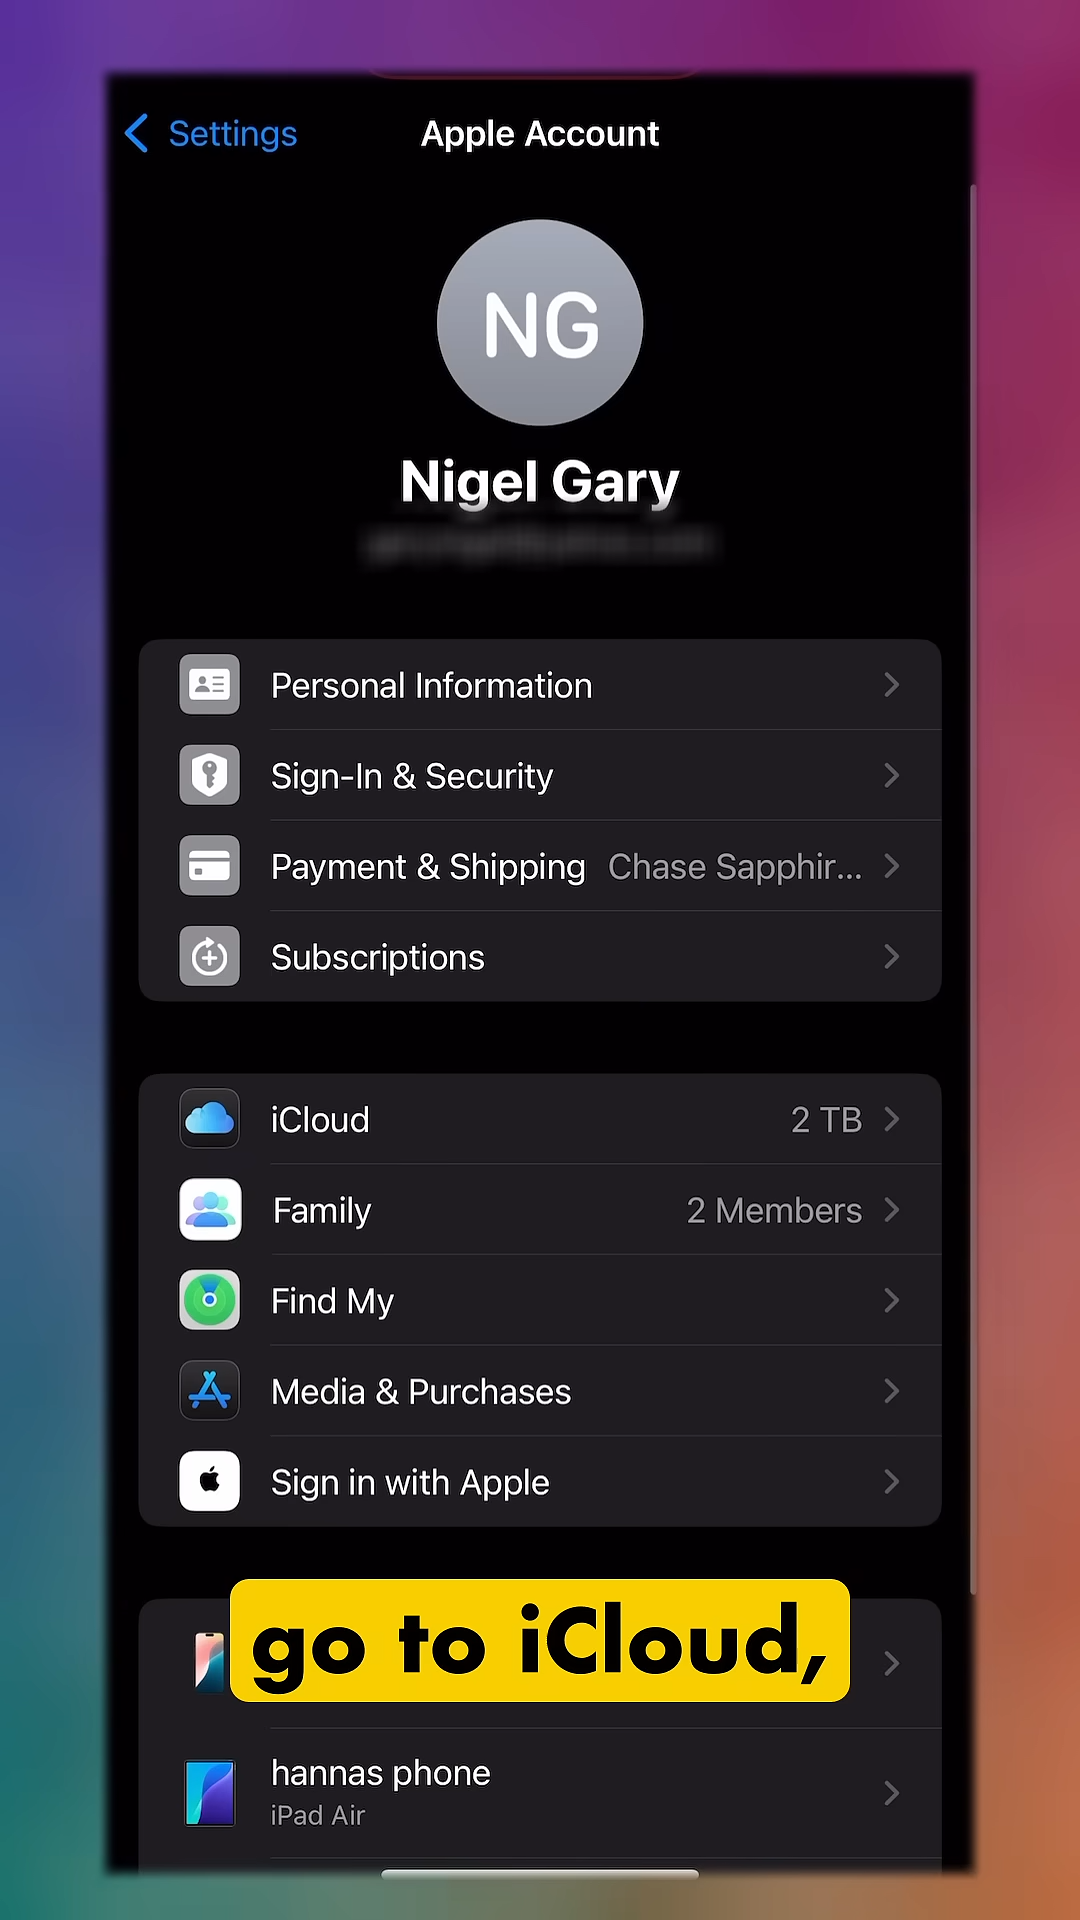 Settings
Apple Account
NG
Nigel Gary
Personal Information
Sign-In & Security
Payment & Shipping Chase Sapphir...
Subscriptions
iCloud 2 TB
Family 2 Members
Find My
Media & Purchases
Sign in with Apple
go to iCloud,
hannas phone
iPad Air